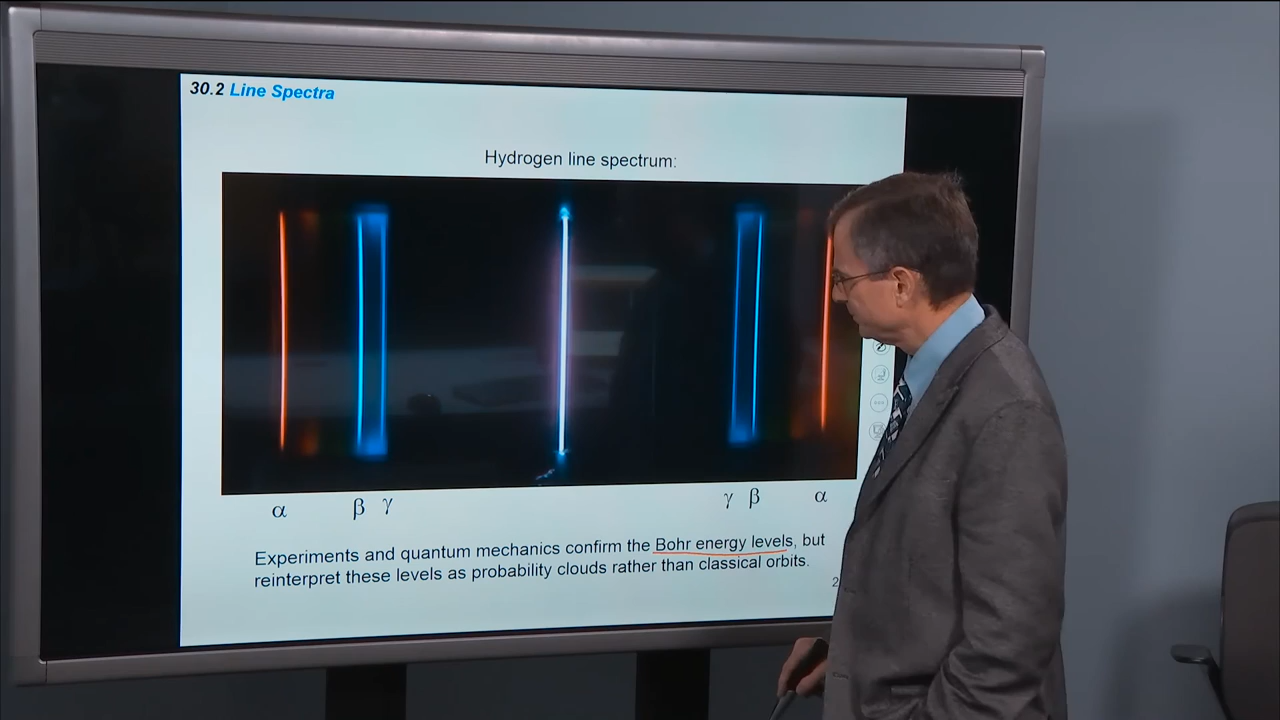 30.2 Line Spectra
Hydrogen line spectrum:
α β γ γ β α
Experiments and quantum mechanics confirm the Bohr energy levels, but
reinterpret these levels as probability clouds rather than classical orbits.
2